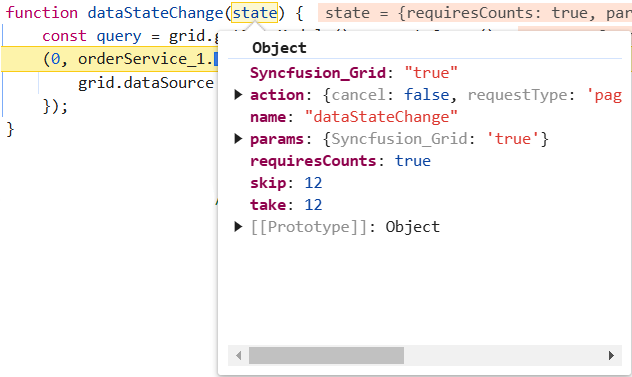 function dataStateChange(state) { state = {requiresCounts: true, par
const query = grid.g
(0, orderService_1.
grid.dataSource
});
}
Object
Syncfusion_Grid: "true"
▶ action: {cancel: false, requestType: 'pag
name: "dataStateChange"
▶ params: {Syncfusion_Grid: 'true'}
requiresCounts: true
skip: 12
take: 12
▶ [[Prototype]]: Object